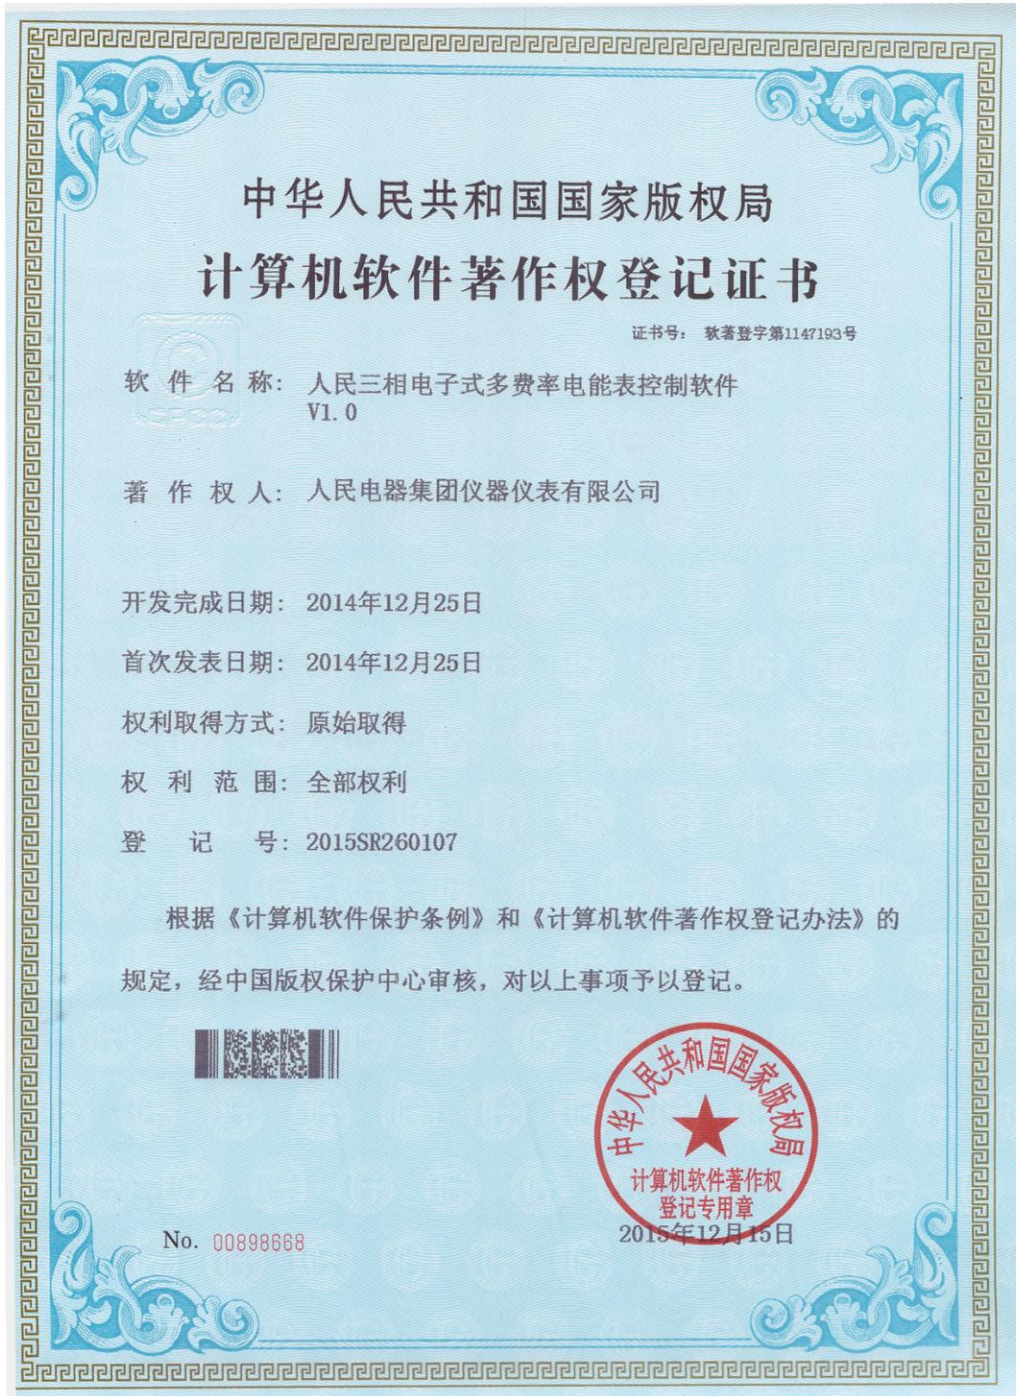 中华人民共和国国家版权局
计算机软件著作权登记证书
证书号： 软著登字第1147193号
软件名称： 人民三相电子式多费率电能表控制软件
V1.0
著作权人： 人民电器集团仪器仪表有限公司
开发完成日期： 2014年12月25日
首次发表日期： 2014年12月25日
权利取得方式： 原始取得
权利范围： 全部权利
登记号： 2015SR260107
根据《计算机软件保护条例》和《计算机软件著作权登记办法》的
规定，经中国版权保护中心审核，对以上事项予以登记。
中华人民共和国国家版权局
计算机软件著作权
登记专用章
2015年12月15日
No. 00898668
CPCC